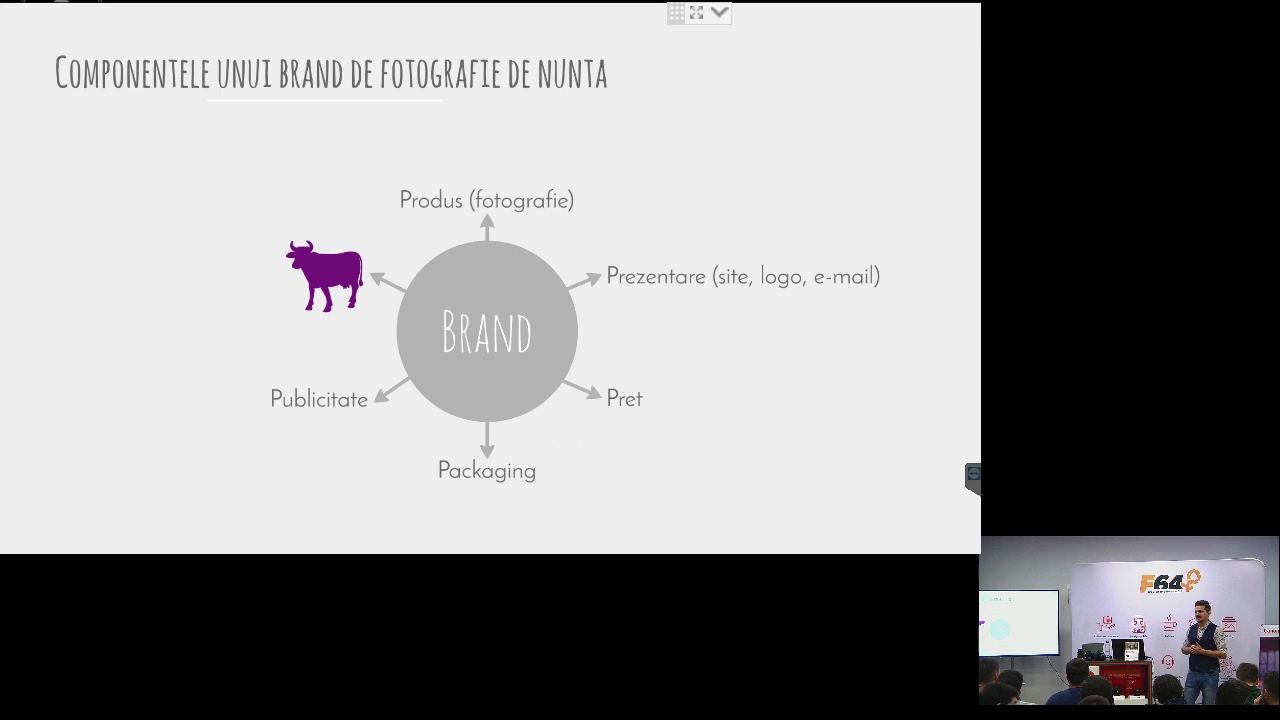 Componentele unui brand de fotografie de nunta
Produs (fotografie)
Prezentare (site, logo, e-mail)
Brand
Publicitate
Pret
Packaging
F64